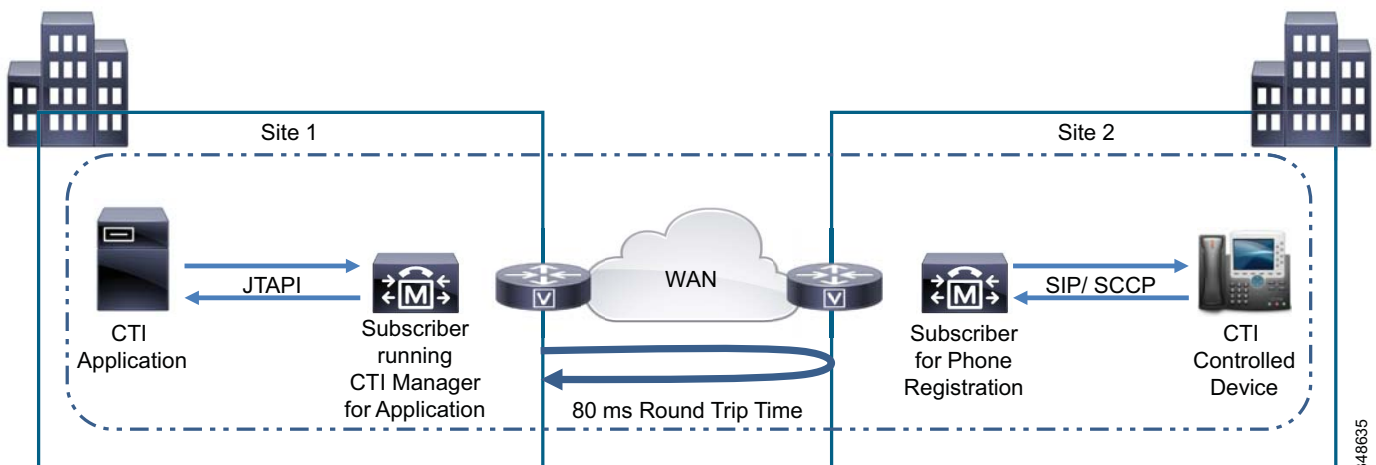 Site 1
Site 2
JTAPI
WAN
SIP/ SCCP
M
V
V
M
CTI
Application
Subscriber
running
CTI Manager
for Application
Subscriber
for Phone
Registration
CTI
Controlled
Device
80 ms Round Trip Time
348635